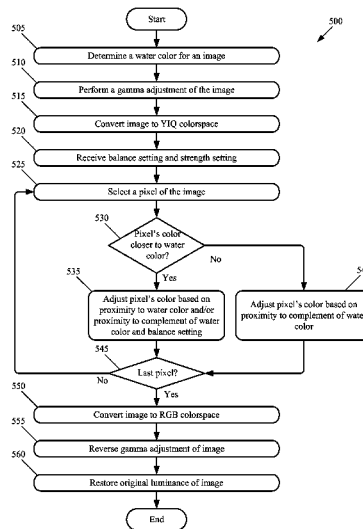 Start
500
505
Determine a water color for an image
510
Perform a gamma adjustment of the image
515
Convert image to YIQ colorspace
520
Receive balance setting and strength setting
525
Select a pixel of the image
530
Pixel's color
closer to water
color?
No
Yes
535
Adjust pixel's color based on
proximity to water color and/or
proximity to complement of water
color and balance setting
Adjust pixel's color based on
proximity to complement of water
color
545
Last pixel?
No
Yes
550
Convert image to RGB colorspace
555
Reverse gamma adjustment of image
560
Restore original luminance of image
End